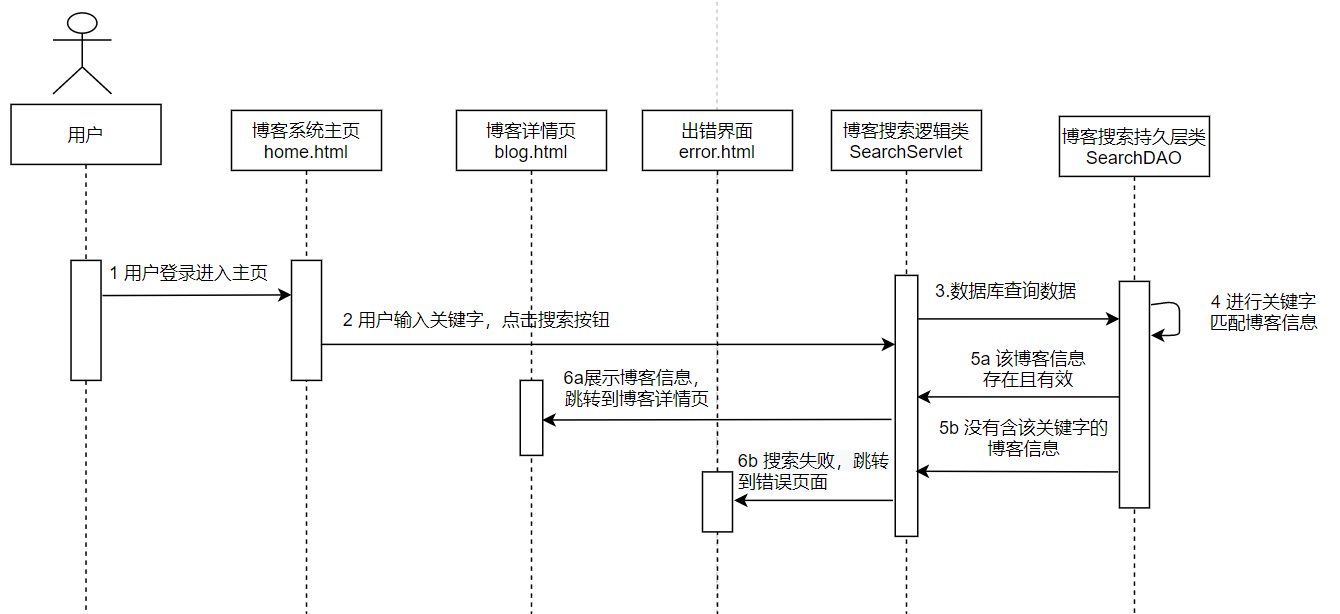 用户
博客系统主页
home.html
博客详情页
blog.html
出错界面
error.html
博客搜索逻辑类
SearchServlet
博客搜索持久层类
SearchDAO
1 用户登录进入主页
2 用户输入关键字，点击搜索按钮
3.数据库查询数据
4 进行关键字
匹配博客信息
5a 该博客信息
存在且有效
6a展示博客信息，
跳转到博客详情页
5b 没有含该关键字的
博客信息
6b 搜索失败，跳转
到错误页面